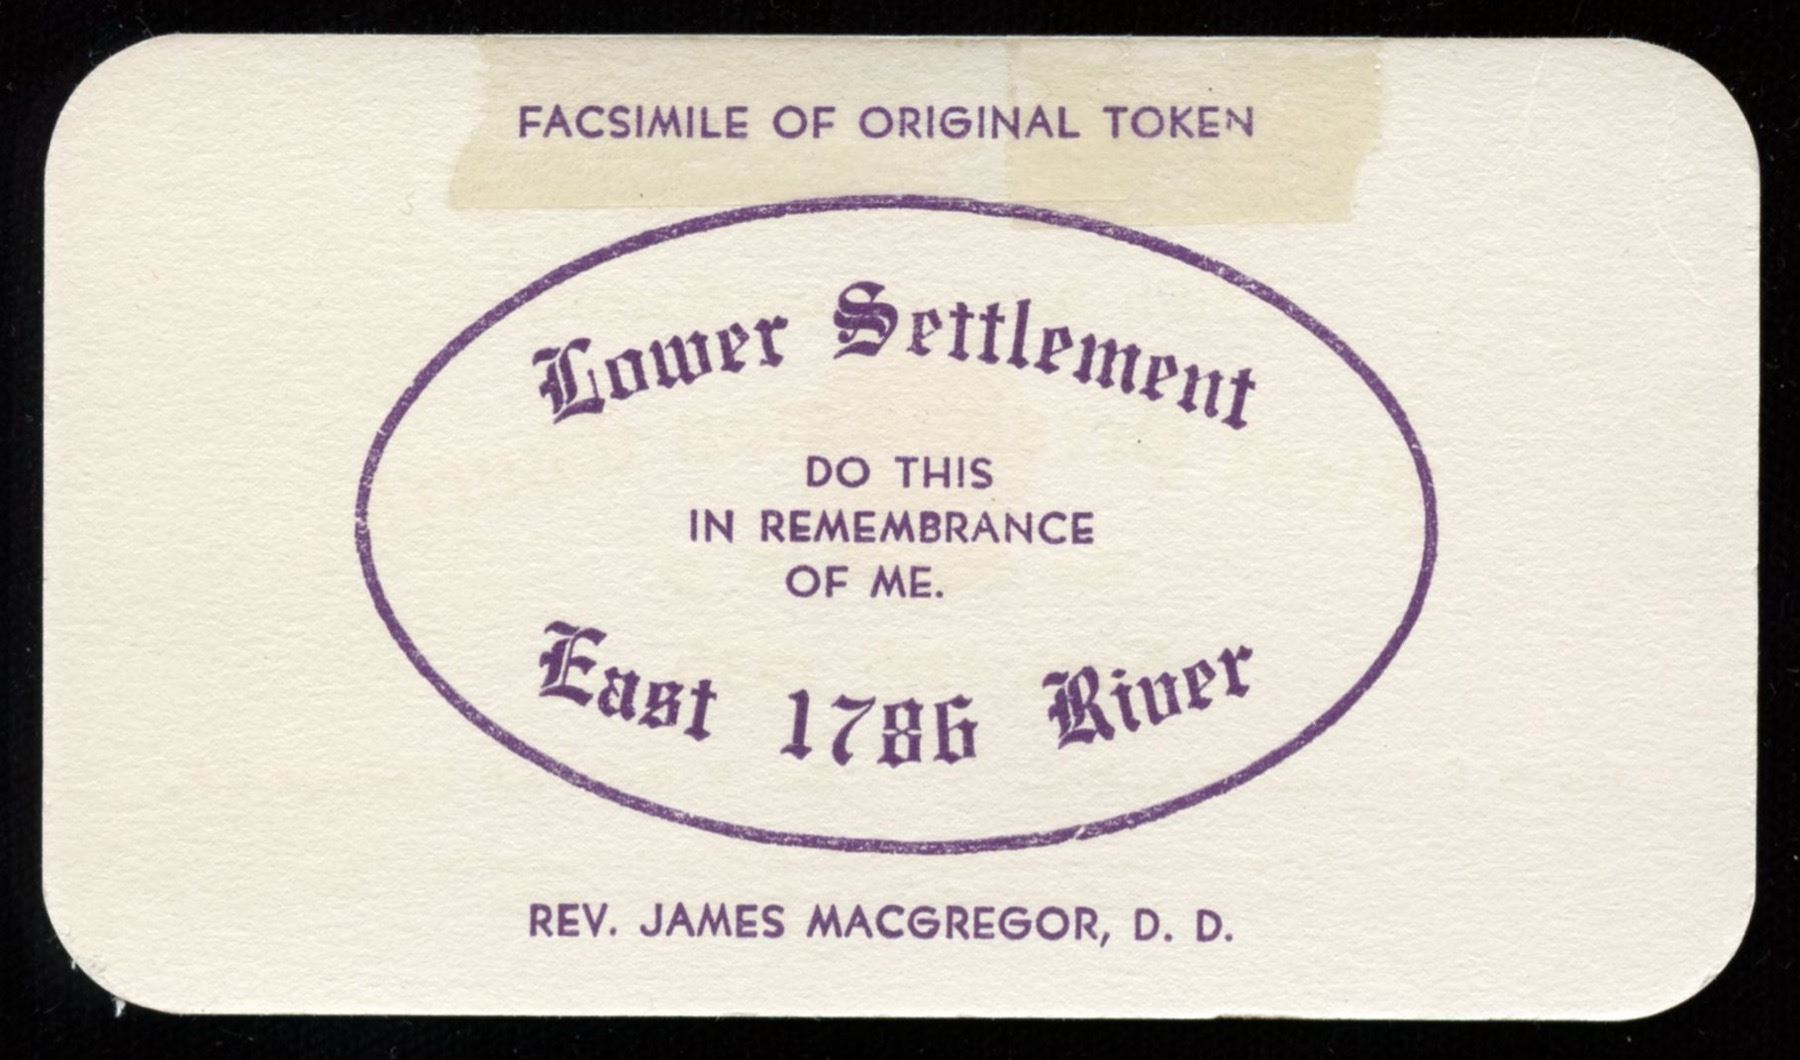 FACSIMILE OF ORIGINAL TOKEN
Lower Settlement
DO THIS
IN REMEMBRANCE
OF ME.
East 1786 River
REV. JAMES MACGREGOR, D. D.